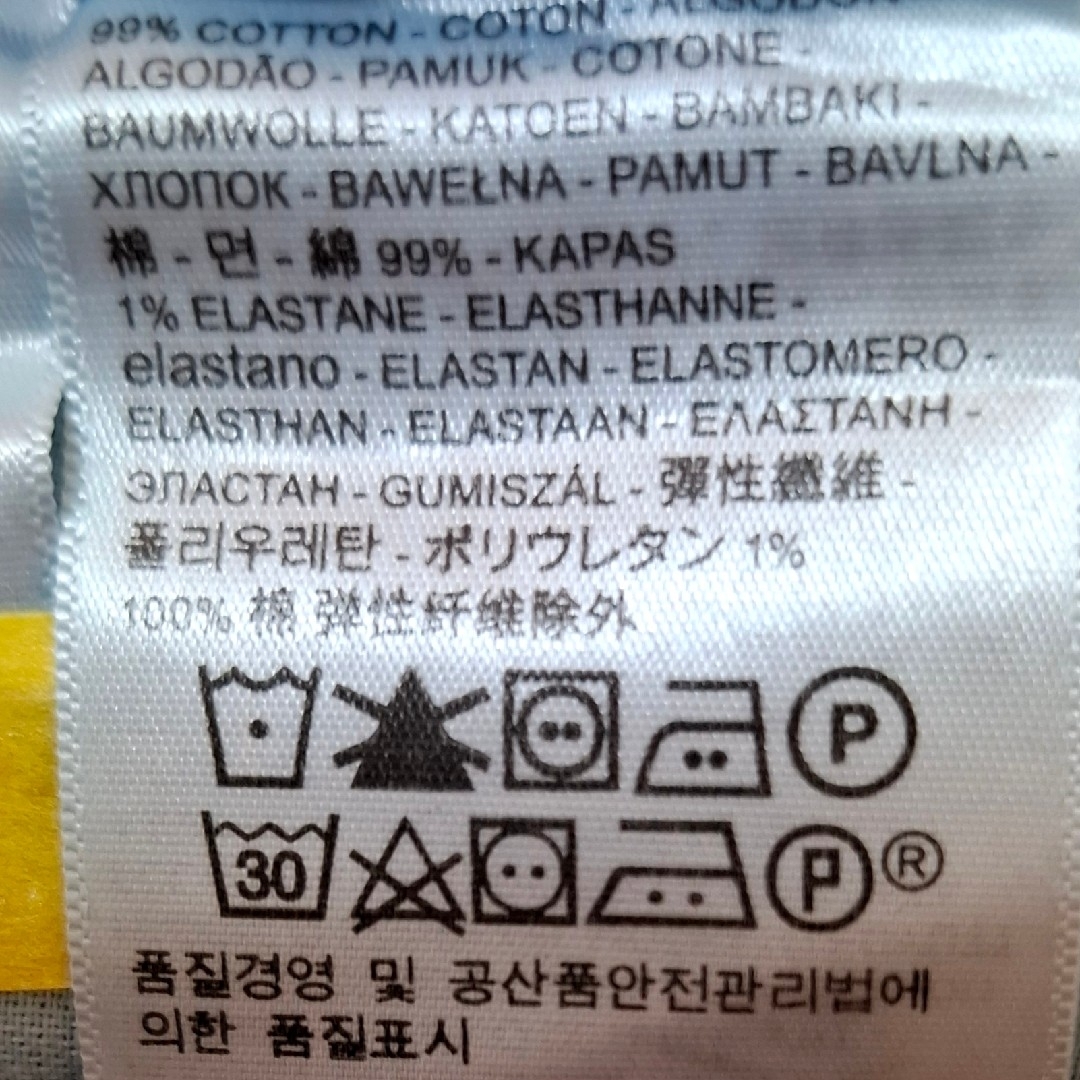 99% COTTON - COTON - ALGODON
ALGODÃO - PAMUK - COTONE -
BAUMWOLLE - KATOEN - BAMBAKI -
ХЛОПОК - BAWEŁNA - PAMUT - BAVLNA -
棉 - 면 - 綿 99% - KAPAS
1% ELASTANE - ELASTHANNE -
elastano - ELASTAN - ELASTOMERO -
ELASTHAN - ELASTAAN - ΕΛΑΣΤΑΝΗ -
ЭЛАСТАН - GUMISZÁL - 彈性纖維 -
폴리우레탄 - ポリウレタン 1%
100% 棉 弹性纤维除外
P
30 P ®
품질경영 및 공산품안전관리법에
의한 품질표시